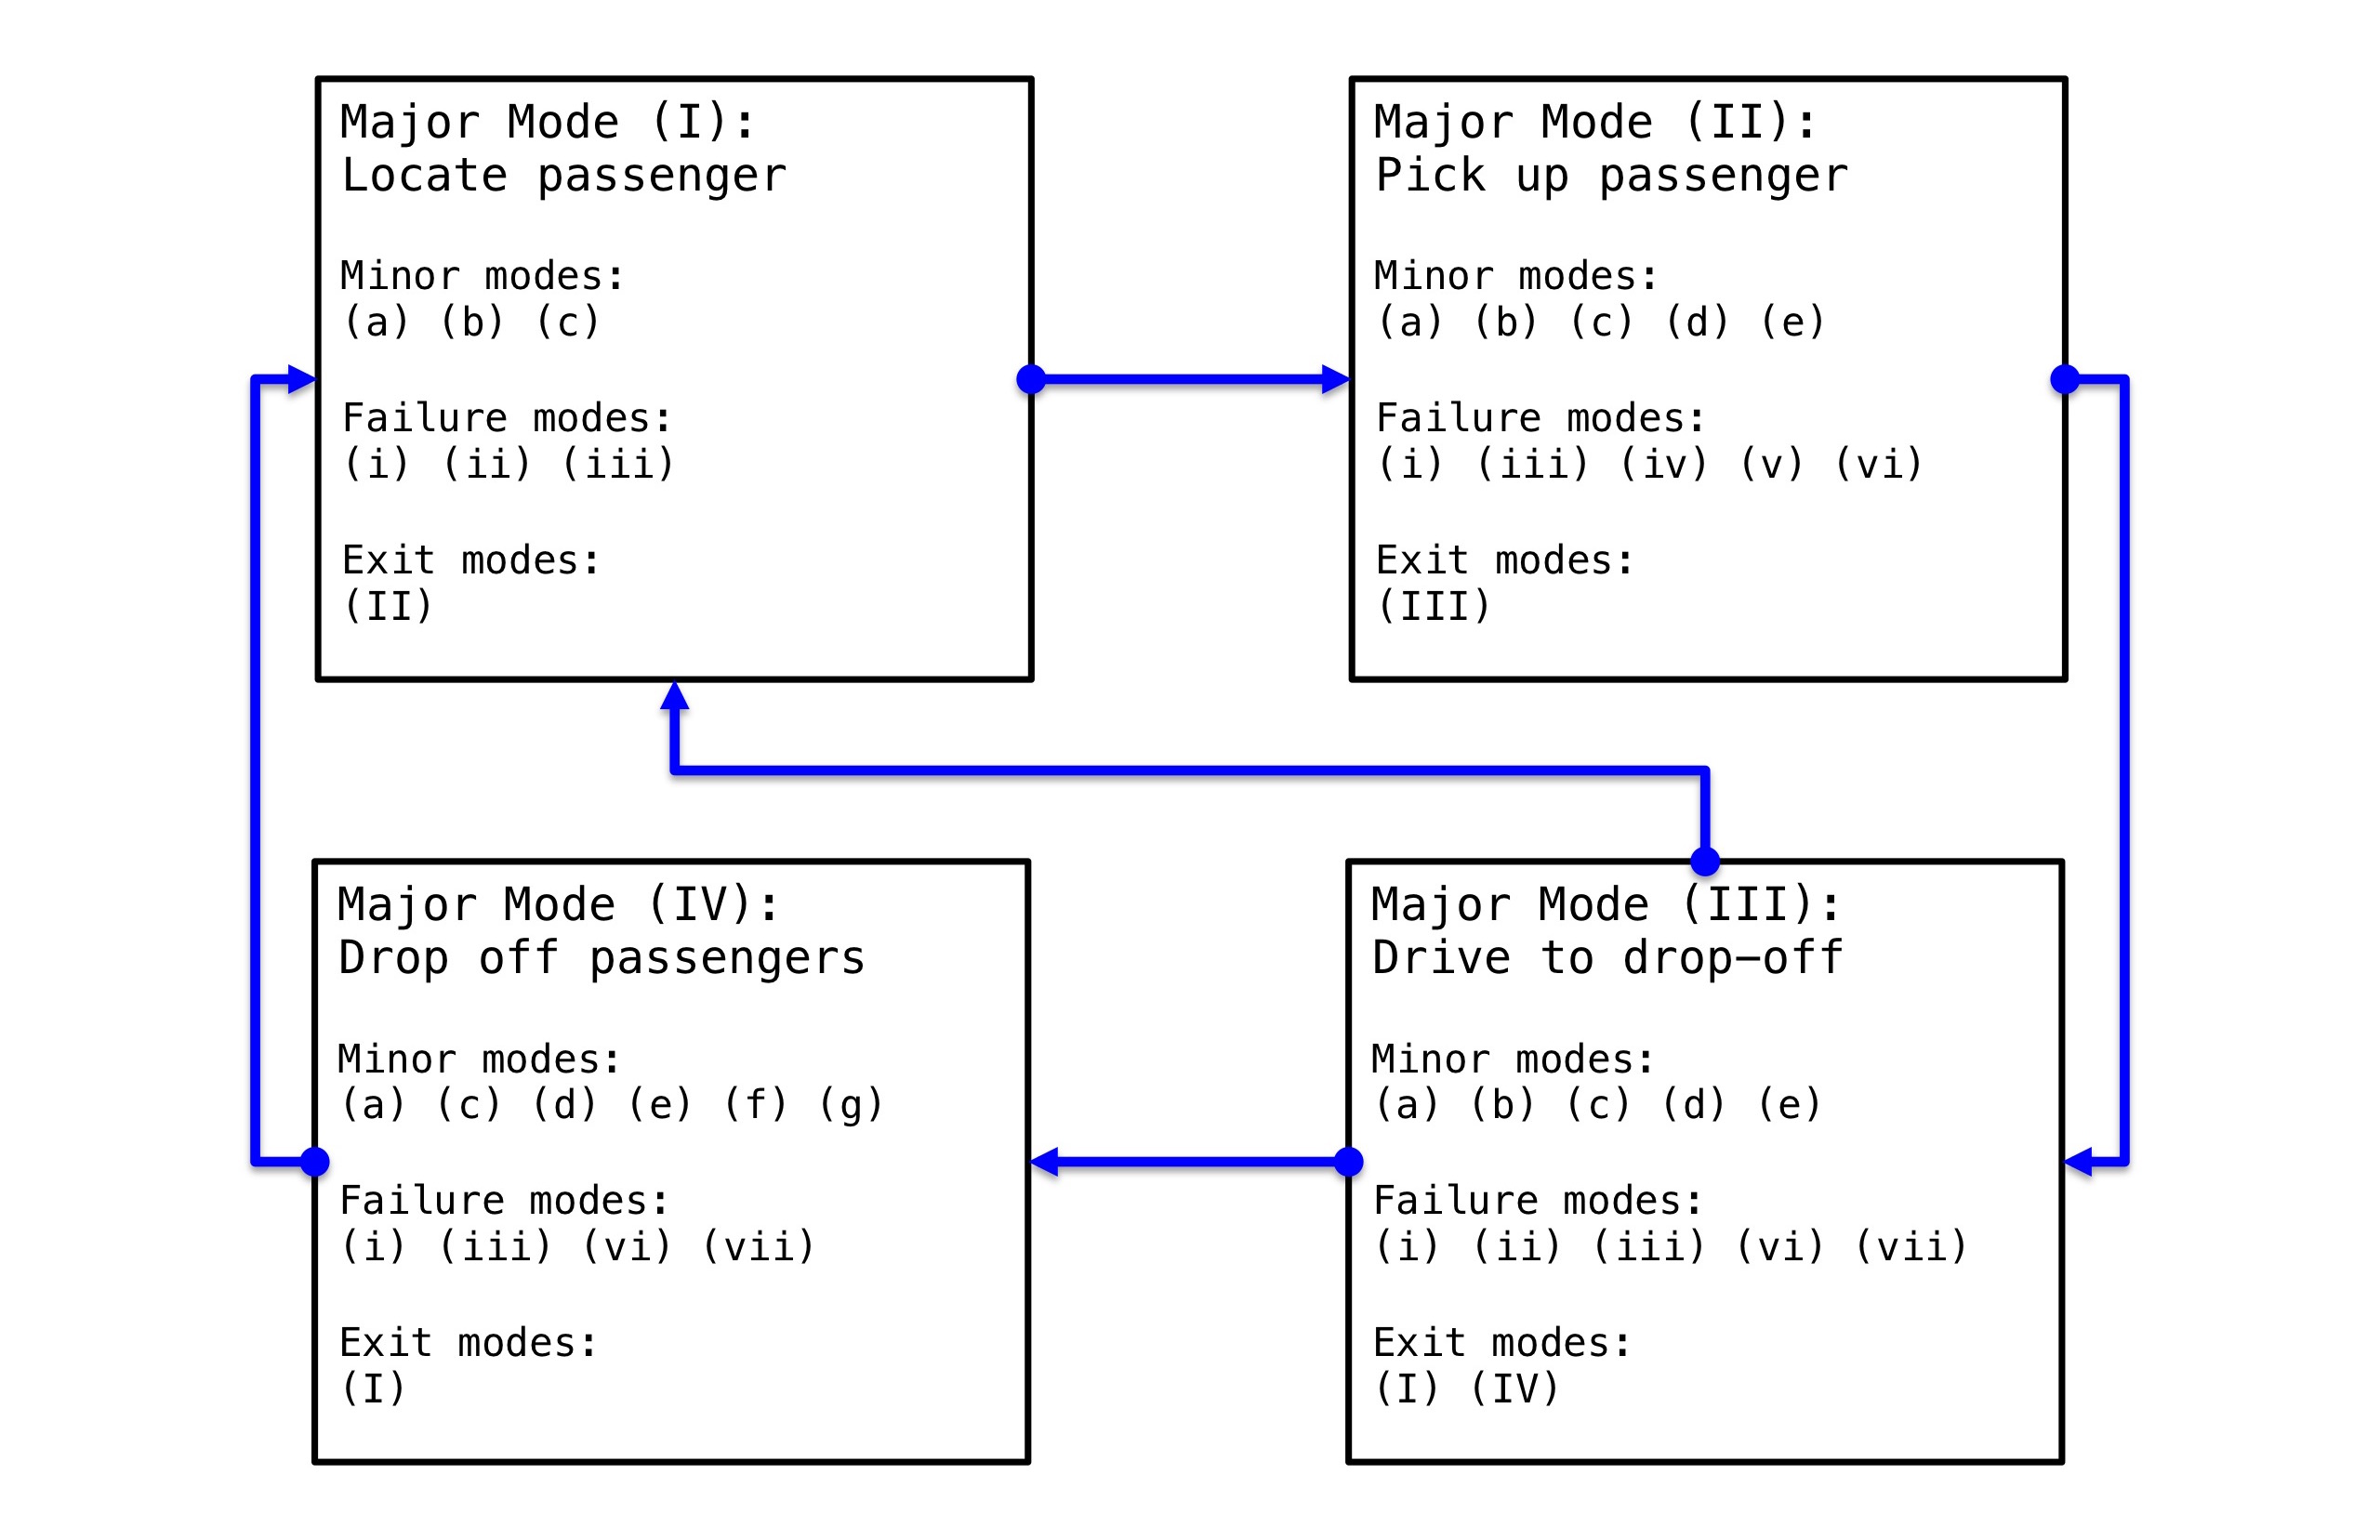 Major Mode (I):
Locate passenger
Minor modes:
(a) (b) (c)
Failure modes:
(i) (ii) (iii)
Exit modes:
(II)
Major Mode (II):
Pick up passenger
Minor modes:
(a) (b) (c) (d) (e)
Failure modes:
(i) (iii) (iv) (v) (vi)
Exit modes:
(III)
Major Mode (IV):
Drop off passengers
Minor modes:
(a) (c) (d) (e) (f) (g)
Failure modes:
(i) (iii) (vi) (vii)
Exit modes:
(I)
Major Mode (III):
Drive to drop-off
Minor modes:
(a) (b) (c) (d) (e)
Failure modes:
(i) (ii) (iii) (vi) (vii)
Exit modes:
(I) (IV)